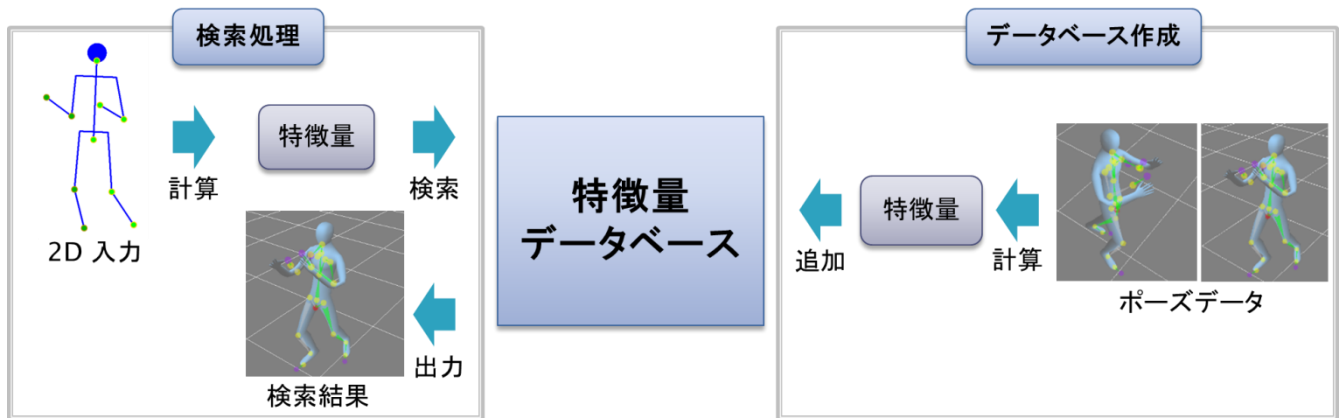 検索処理
計算
特徴量
検索
2D 入力
出力
検索結果
特徴量
データベース
データベース作成
追加
特徴量
計算
ポーズデータ